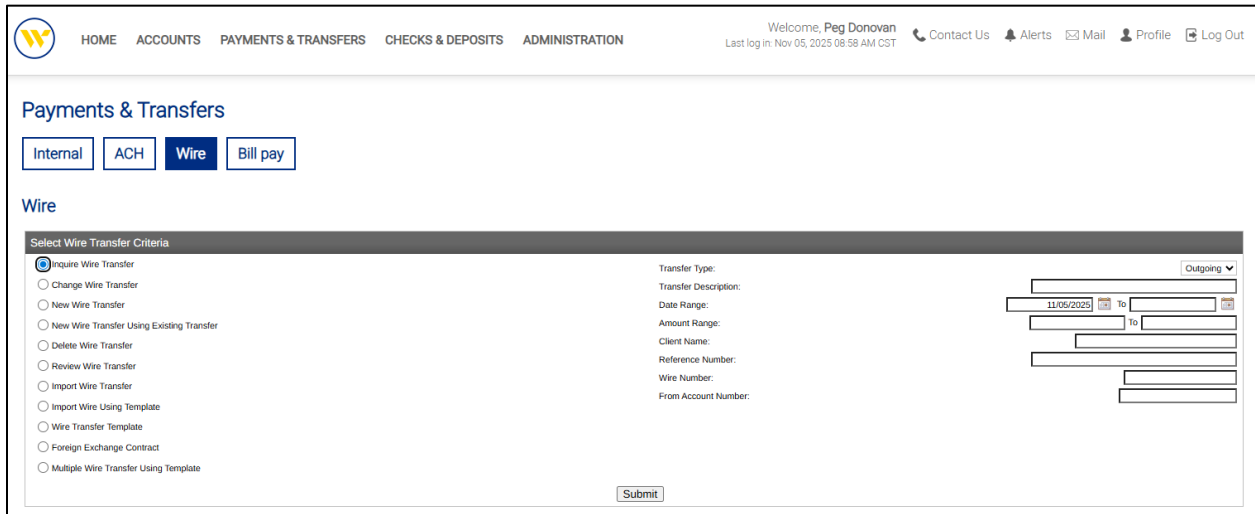 W
HOME ACCOUNTS PAYMENTS & TRANSFERS CHECKS & DEPOSITS ADMINISTRATION
Welcome, Peg Donovan
Last log in: Nov 05, 2025 08:58 AM CST
Contact Us Alerts Mail Profile Log Out
Payments & Transfers
Internal ACH Wire Bill pay
Wire
Select Wire Transfer Criteria
Inquire Wire Transfer
Change Wire Transfer
New Wire Transfer
New Wire Transfer Using Existing Transfer
Delete Wire Transfer
Review Wire Transfer
Import Wire Transfer
Import Wire Using Template
Wire Transfer Template
Foreign Exchange Contract
Multiple Wire Transfer Using Template
Transfer Type: Outgoing
Transfer Description:
Date Range: 11/05/2025 To
Amount Range: To
Client Name:
Reference Number:
Wire Number:
From Account Number:
Submit